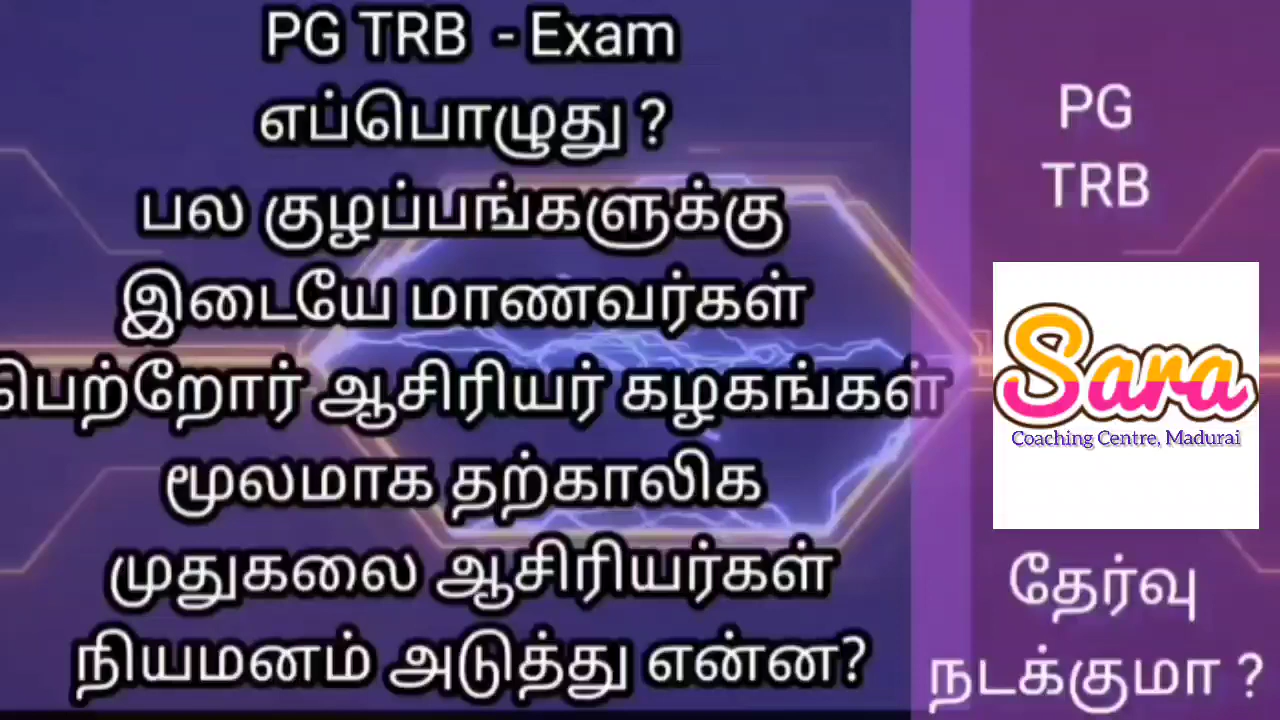 PG TRB - Exam
எப்பொழுது ?
பல குழப்பங்களுக்கு
இடையே மாணவர்கள்
பெற்றோர் ஆசிரியர் கழகங்கள்
மூலமாக தற்காலிக
முதுகலை ஆசிரியர்கள்
நியமனம் அடுத்து என்ன?
PG
TRB
Sara
Coaching Centre, Madurai
தேர்வு
நடக்குமா ?